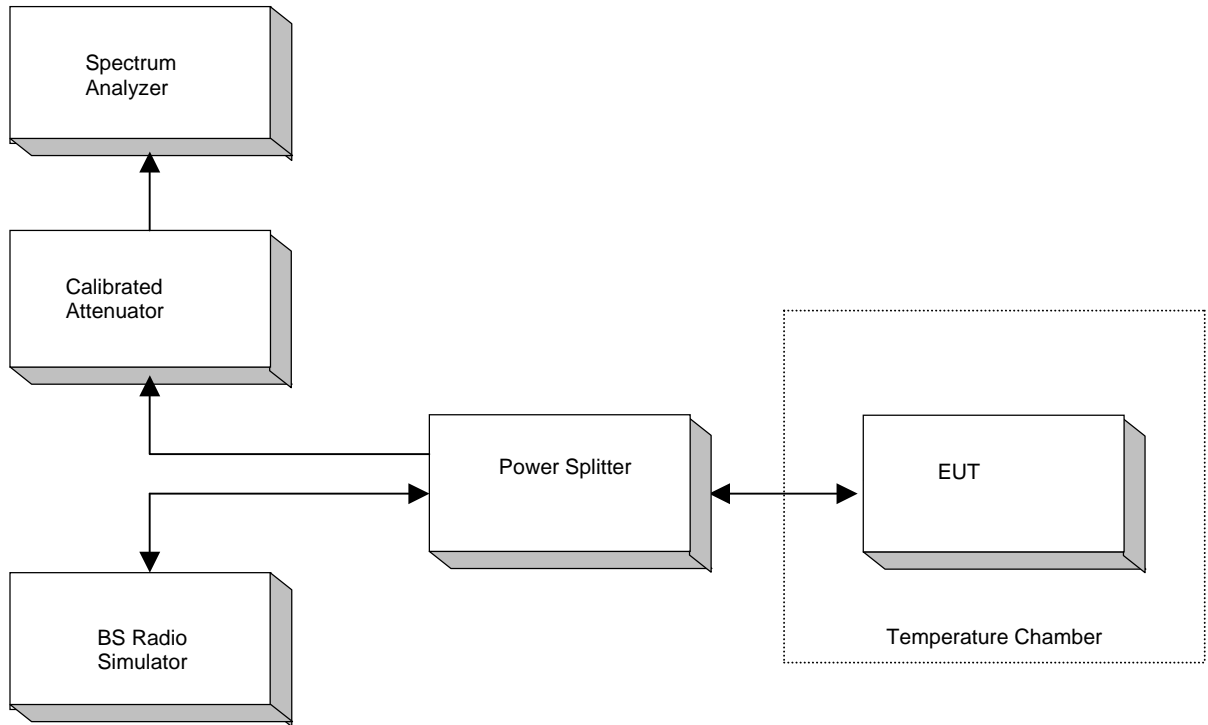 Spectrum
Analyzer
Calibrated
Attenuator
Power Splitter
EUT
BS Radio
Simulator
Temperature Chamber